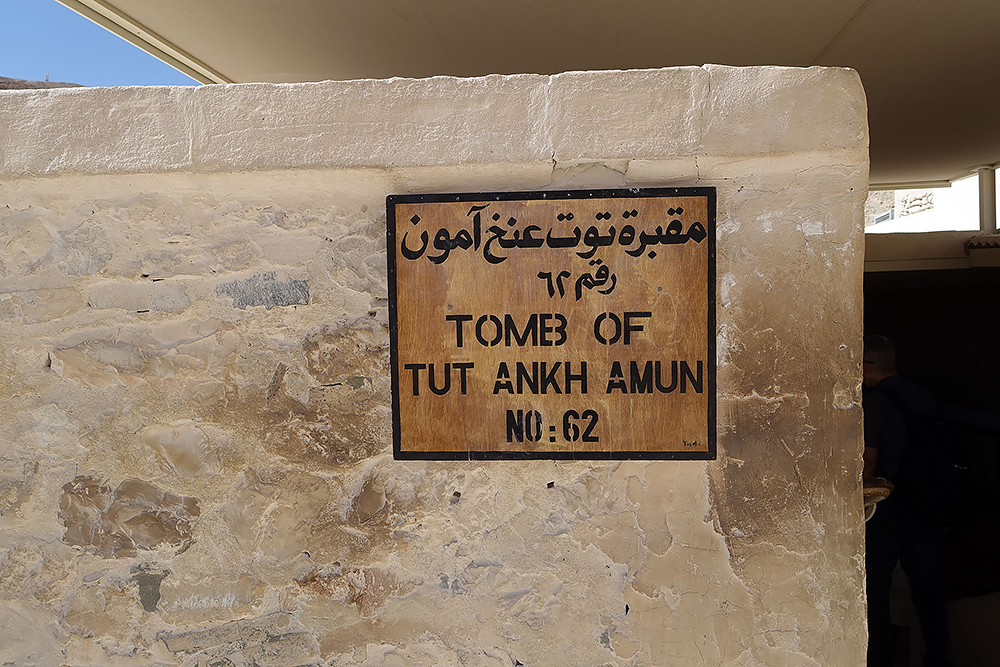 مقبرة توت عنخ آمون
رقم ٦٢
TOMB OF
TUT ANKH AMUN
NO: 62